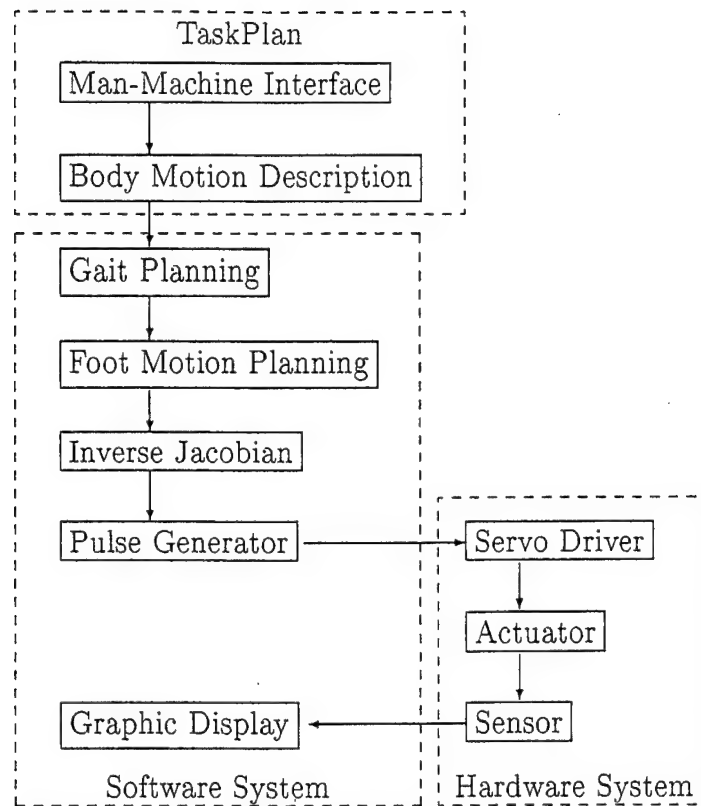 TaskPlan
Man-Machine Interface
Body Motion Description
Gait Planning
Foot Motion Planning
Inverse Jacobian
Pulse Generator
Servo Driver
Actuator
Graphic Display
Sensor
Software System
Hardware System